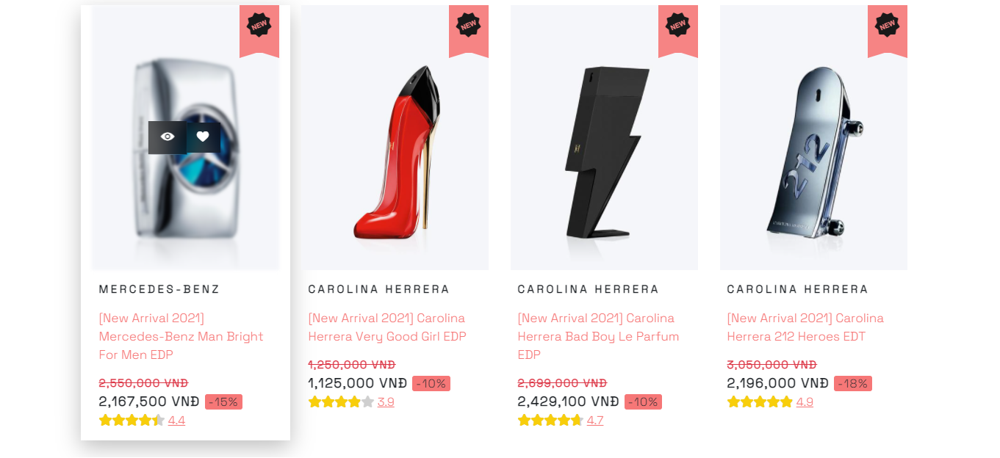 NEW
NEW
NEW
NEW
212
CAROLINA HERRERA
MERCEDES-BENZ
[New Arrival 2021]
Mercedes-Benz Man Bright
For Men EDP
2,550,000 VNĐ
2,167,500 VNĐ -15%
4.4
CAROLINA HERRERA
[New Arrival 2021] Carolina
Herrera Very Good Girl EDP
1,250,000 VNĐ
1,125,000 VNĐ -10%
3.9
CAROLINA HERRERA
[New Arrival 2021] Carolina
Herrera Bad Boy Le Parfum
EDP
2,699,000 VNĐ
2,429,100 VNĐ -10%
4.7
CAROLINA HERRERA
[New Arrival 2021] Carolina
Herrera 212 Heroes EDT
3,050,000 VNĐ
2,196,000 VNĐ -18%
4.9